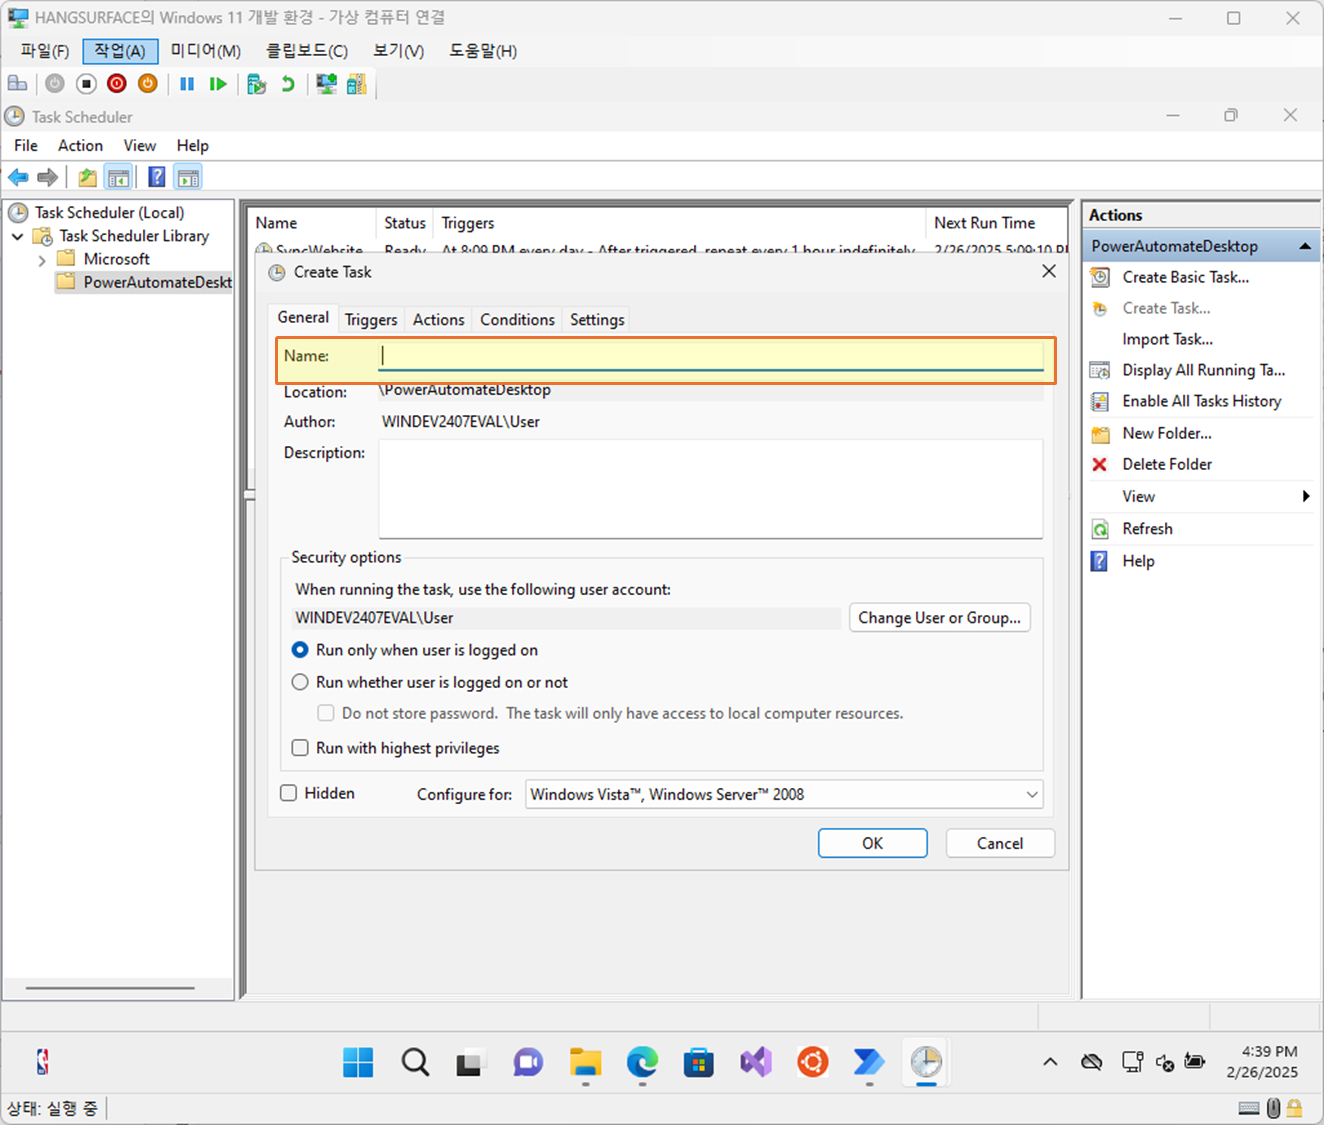 HANGSURFACE의 Windows 11 개발 환경 - 가상 컴퓨터 연결
파일(F) 작업(A) 미디어(M) 클립보드(C) 보기(V) 도움말(H)
Task Scheduler
File Action View Help
Task Scheduler (Local)
Task Scheduler Library
Microsoft
PowerAutomateDeskt
Name Status Triggers Next Run Time
SyncWebsite Ready At 8:09 PM every day - After triggered, repeat every 1 hour indefinitely. 2/26/2025 5:09:10 P
Create Task
General Triggers Actions Conditions Settings
Name:
Location: \PowerAutomateDesktop
Author: WINDEV2407EVAL\User
Description:
Security options
When running the task, use the following user account:
WINDEV2407EVAL\User Change User or Group...
Run only when user is logged on
Run whether user is logged on or not
Do not store password. The task will only have access to local computer resources.
Run with highest privileges
Hidden Configure for: Windows Vista™, Windows Server™ 2008
OK Cancel
Actions
PowerAutomateDesktop
Create Basic Task...
Create Task...
Import Task...
Display All Running Ta...
Enable All Tasks History
New Folder...
Delete Folder
View
Refresh
Help
4:39 PM
2/26/2025
상태: 실행 중